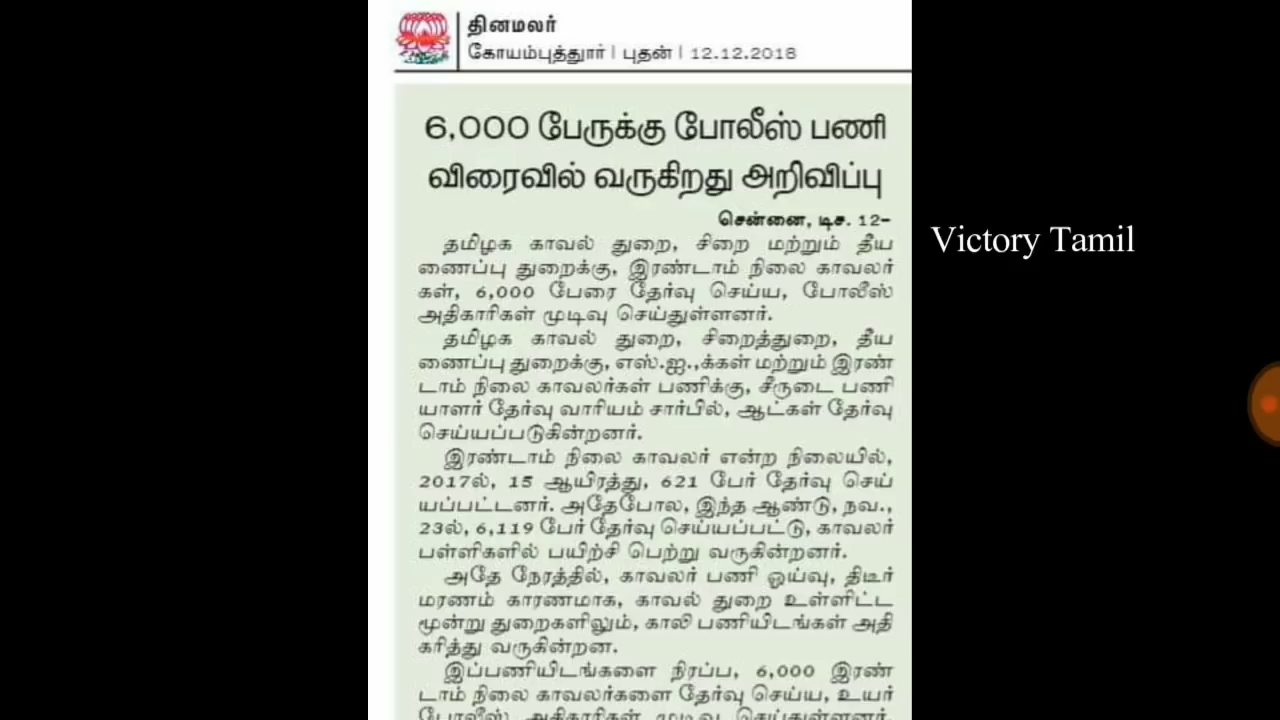 தினமலர்
கோயம்புத்தூர் | புதன் | 12.12.2018
6,000 பேருக்கு போலீஸ் பணி
விரைவில் வருகிறது அறிவிப்பு
சென்னை, டிச. 12–
தமிழக காவல் துறை, சிறை மற்றும் தீய
ணைப்பு துறைக்கு, இரண்டாம் நிலை காவலர்
கள், 6,000 பேரை தேர்வு செய்ய, போலீஸ்
அதிகாரிகள் முடிவு செய்துள்ளனர்.
தமிழக காவல் துறை, சிறைத்துறை, தீய
ணைப்பு துறைக்கு, எஸ்.ஐ.,க்கள் மற்றும் இரண்
டாம் நிலை காவலர்கள் பணிக்கு, சீருடை பணி
யாளர் தேர்வு வாரியம் சார்பில், ஆட்கள் தேர்வு
செய்யப்படுகின்றனர்.
இரண்டாம் நிலை காவலர் என்ற நிலையில்,
2017ல், 15 ஆயிரத்து, 621 பேர் தேர்வு செய்
யப்பட்டனர். அதேபோல, இந்த ஆண்டு, நவ.,
23ல், 6,119 பேர் தேர்வு செய்யப்பட்டு, காவலர்
பள்ளிகளில் பயிற்சி பெற்று வருகின்றனர்.
அதே நேரத்தில், காவலர் பணி ஓய்வு, திடீர்
மரணம் காரணமாக, காவல் துறை உள்ளிட்ட
மூன்று துறைகளிலும், காலி பணியிடங்கள் அதி
கரித்து வருகின்றன.
இப்பணியிடங்களை நிரப்ப, 6,000 இரண்
டாம் நிலை காவலர்களை தேர்வு செய்ய, உயர்
போலீஸ் அதிகாரிகள் முடிவு செய்துள்ளனர்.
Victory Tamil